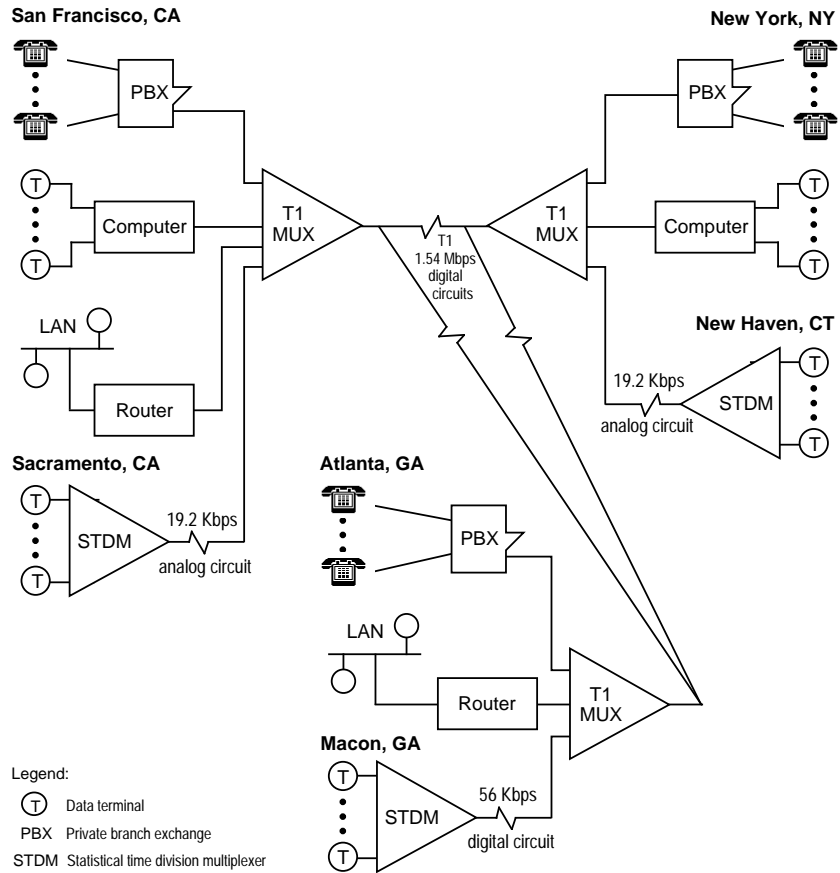 San Francisco, CA
New York, NY
PBX
PBX
T
T
Computer
T1
MUX
T1
1.54 Mbps
digital
circuits
T1
MUX
Computer
T
T
LAN
Router
New Haven, CT
19.2 Kbps
analog circuit
STDM
T
T
Sacramento, CA
T
T
STDM
19.2 Kbps
analog circuit
Atlanta, GA
PBX
LAN
Router
T1
MUX
Macon, GA
T
T
STDM
56 Kbps
digital circuit
Legend:
T Data terminal
PBX Private branch exchange
STDM Statistical time division multiplexer